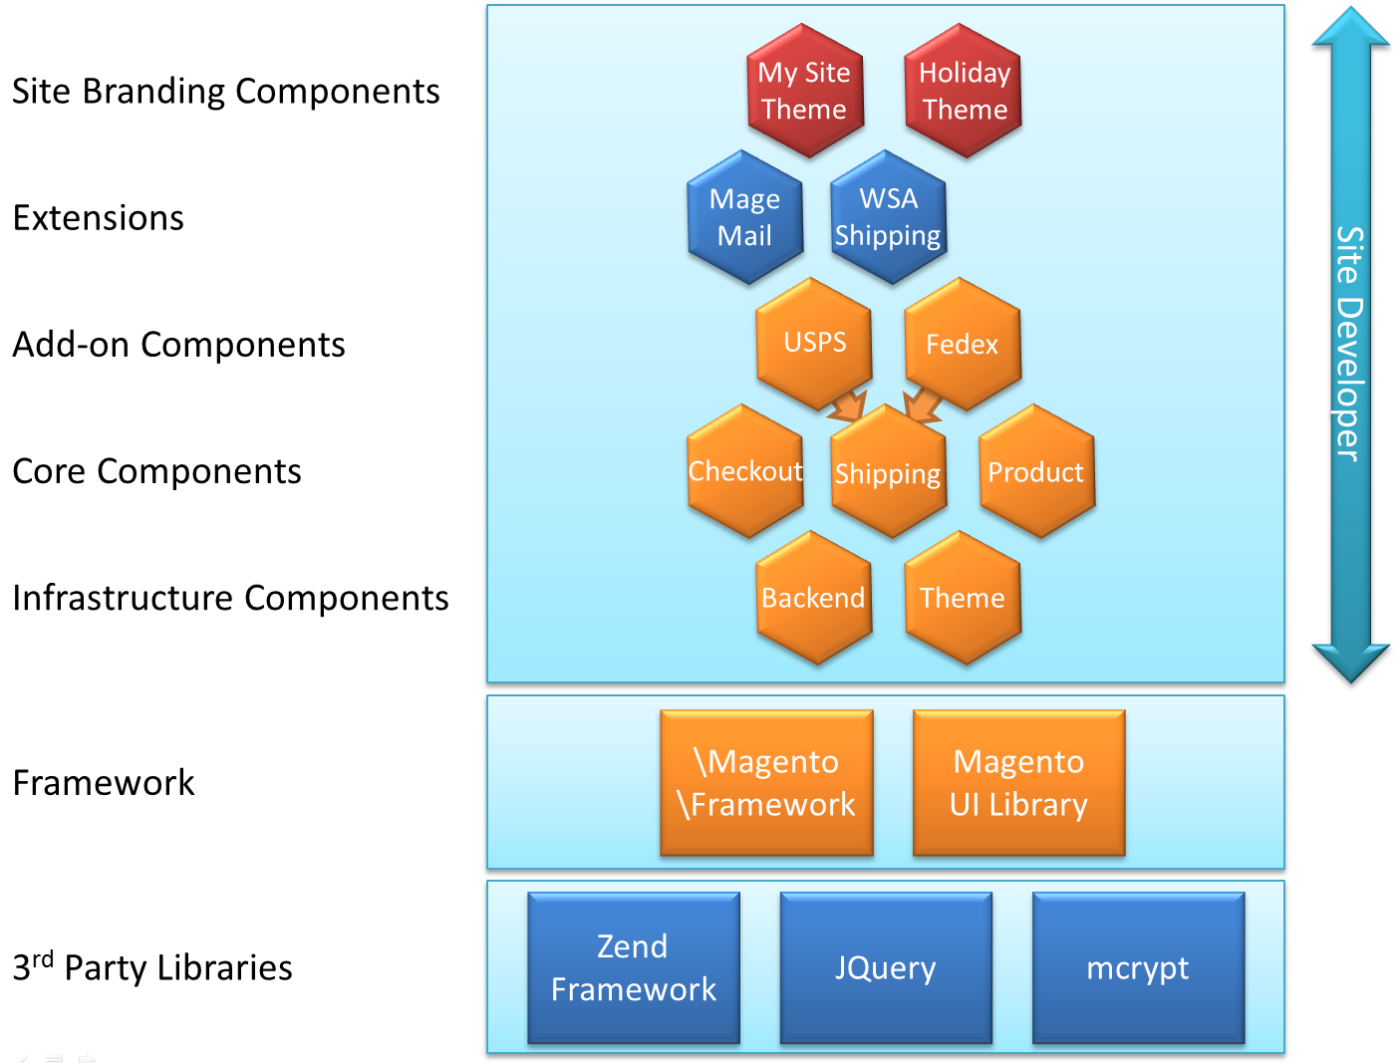 Site Branding Components
My Site
Theme
Holiday
Theme
Extensions
Mage
Mail
WSA
Shipping
Add-on Components
USPS
Fedex
Core Components
Checkout
Shipping
Product
Infrastructure Components
Backend
Theme
Site Developer
Framework
\Magento
\Framework
Magento
UI Library
3rd Party Libraries
Zend
Framework
JQuery
mcrypt